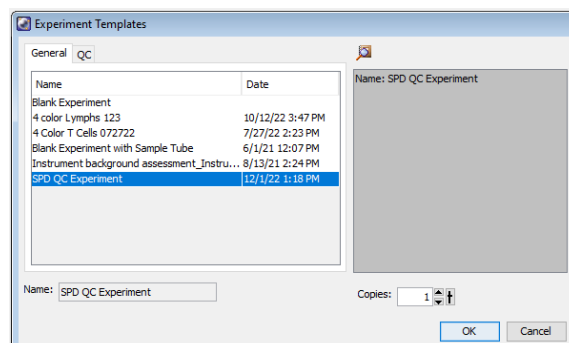 Experiment Templates
General QC
Name Date
Blank Experiment
4 color Lymphs 123 10/12/22 3:47 PM
4 Color T Cells 072722 7/27/22 2:23 PM
Blank Experiment with Sample Tube 6/1/21 12:07 PM
Instrument background assessment_Instru... 8/13/21 2:24 PM
SPD QC Experiment 12/1/22 1:18 PM
Name: SPD QC Experiment
Name: SPD QC Experiment
Copies: 1
OK Cancel